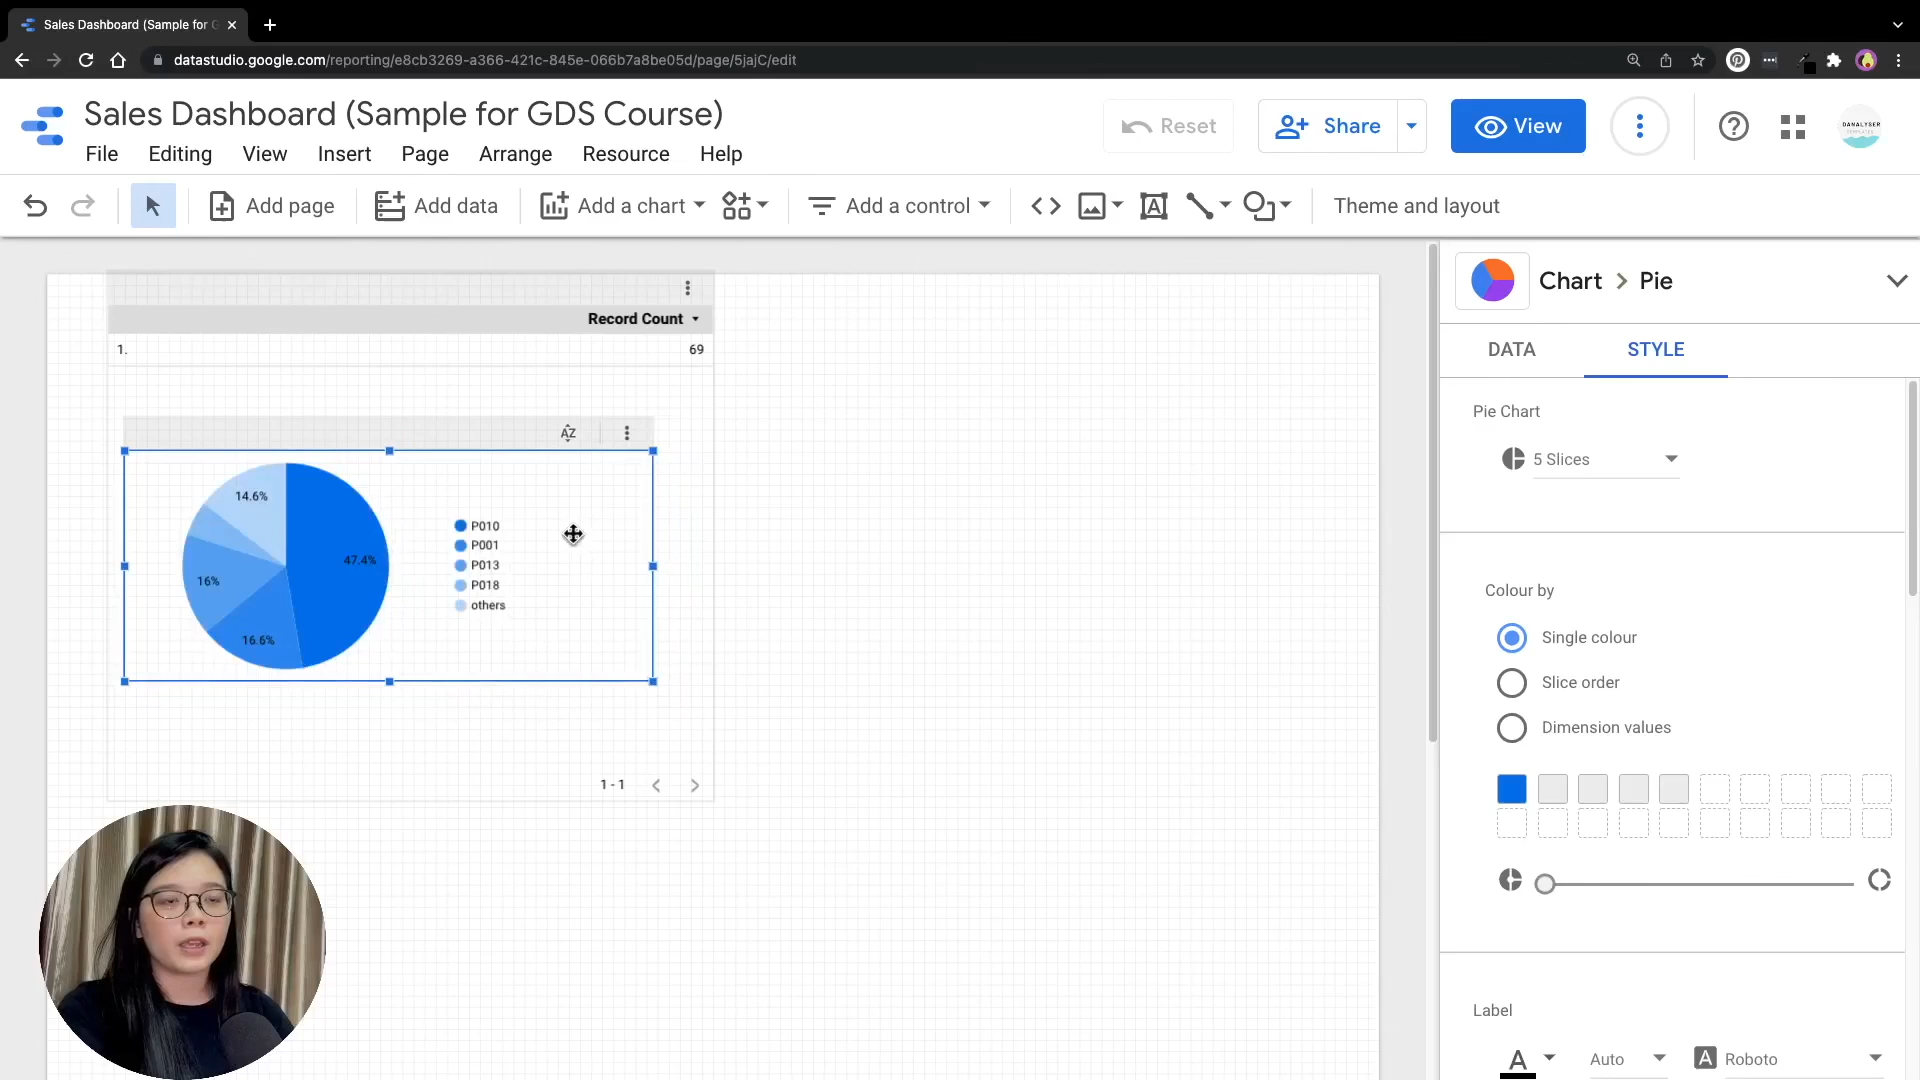 Sales Dashboard (Sample for G
datastudio.google.com/reporting/e8cb3269-a366-421c-845e-066b7a8be05d/page/5jajC/edit
Sales Dashboard (Sample for GDS Course)
File Editing View Insert Page Arrange Resource Help
Reset
Share
View
DANALYSER
TEMPLATES
Add page
Add data
Add a chart
Add a control
Theme and layout
Record Count
1. 69
AZ
14.6%
47.4%
16%
16.6%
P010
P001
P013
P018
others
1 - 1
Chart > Pie
DATA STYLE
Pie Chart
5 Slices
Colour by
Single colour
Slice order
Dimension values
Label
A Auto A Roboto